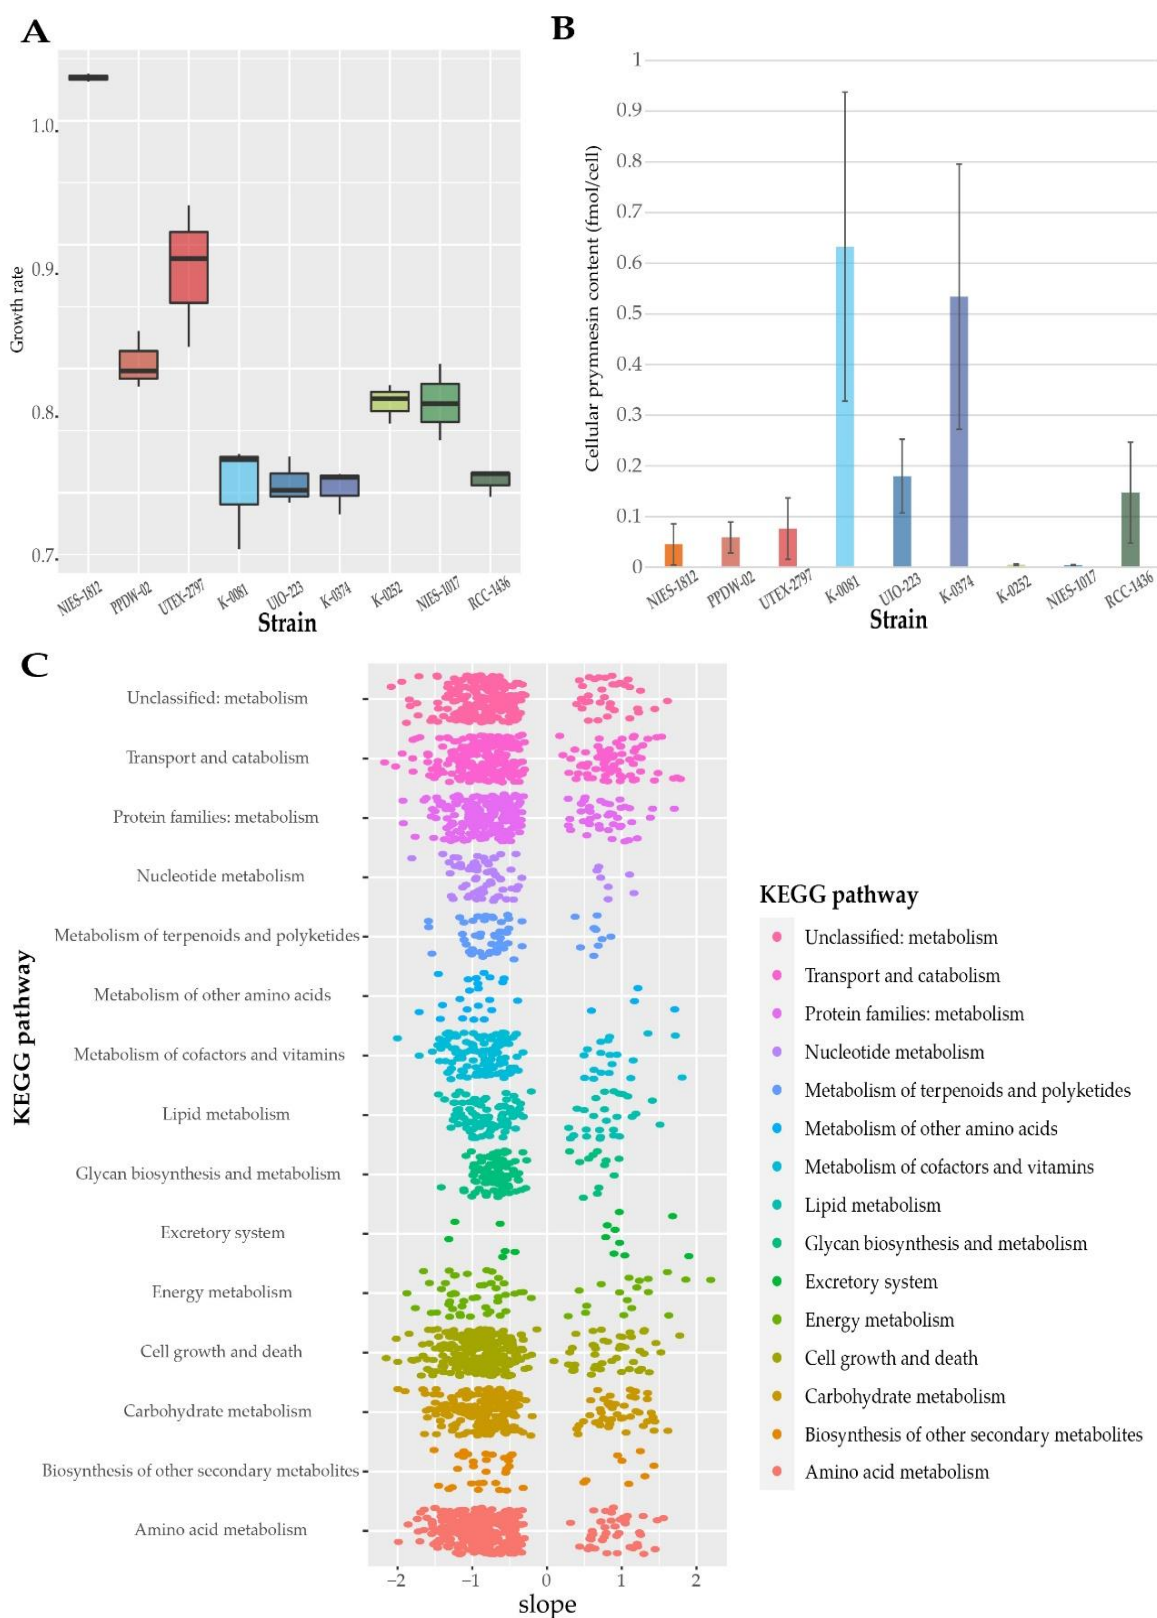 A
Growth rate
1.0
0.9
0.8
0.7
NIES-1812
PPDW-02
UTEX-2797
K-0081
UIO-223
K-0374
K-0252
NIES-1017
RCC-1436
Strain
B
Cellular prymnesin content (fmol/cell)
1
0.9
0.8
0.7
0.6
0.5
0.4
0.3
0.2
0.1
0
NIES-1812
PPDW-02
UTEX-2797
K-0081
UIO-223
K-0374
K-0252
NIES-1017
RCC-1436
Strain
C
KEGG pathway
Unclassified: metabolism
Transport and catabolism
Protein families: metabolism
Nucleotide metabolism
Metabolism of terpenoids and polyketides
Metabolism of other amino acids
Metabolism of cofactors and vitamins
Lipid metabolism
Glycan biosynthesis and metabolism
Excretory system
Energy metabolism
Cell growth and death
Carbohydrate metabolism
Biosynthesis of other secondary metabolites
Amino acid metabolism
−2 −1 0 1 2
slope
KEGG pathway
Unclassified: metabolism
Transport and catabolism
Protein families: metabolism
Nucleotide metabolism
Metabolism of terpenoids and polyketides
Metabolism of other amino acids
Metabolism of cofactors and vitamins
Lipid metabolism
Glycan biosynthesis and metabolism
Excretory system
Energy metabolism
Cell growth and death
Carbohydrate metabolism
Biosynthesis of other secondary metabolites
Amino acid metabolism